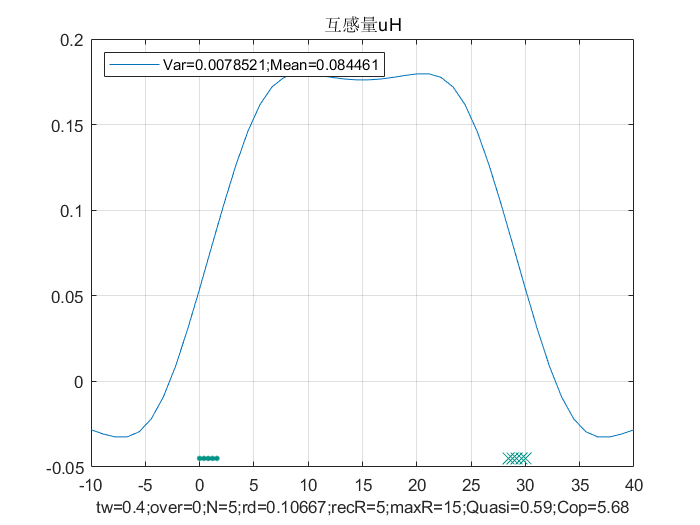 互感量uH
0.2
Var=0.0078521;Mean=0.084461
0.15
0.1
0.05
0
-0.05
-10 -5 0 5 10 15 20 25 30 35 40
tw=0.4;over=0;N=5;rd=0.10667;recR=5;maxR=15;Quasi=0.59;Cop=5.68